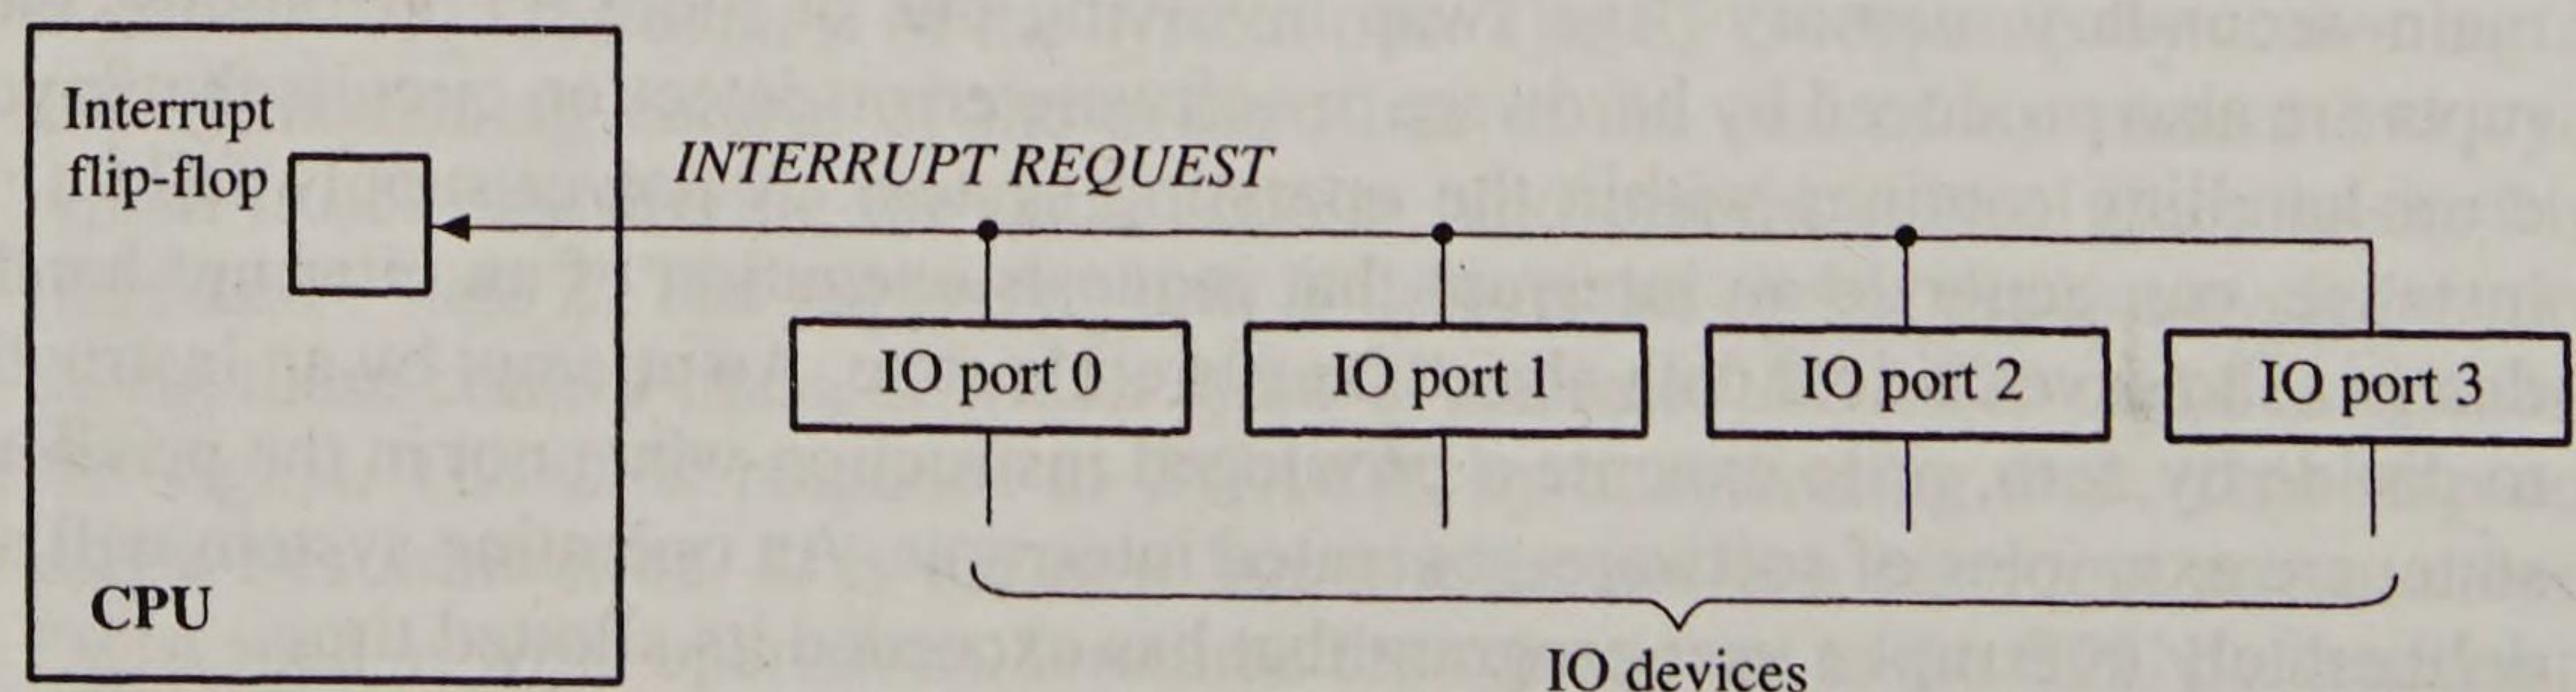 Interrupt
flip-flop
INTERRUPT REQUEST
IO port 0
IO port 1
IO port 2
IO port 3
CPU
IO devices